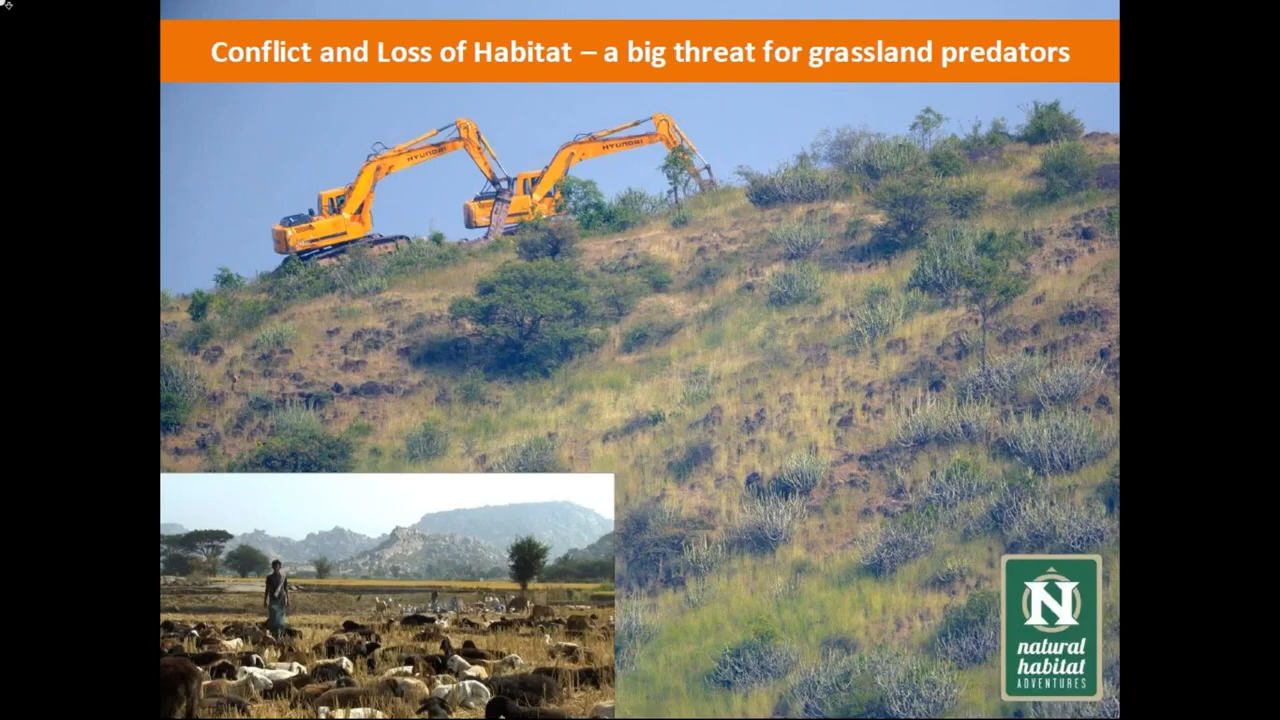 Conflict and Loss of Habitat – a big threat for grassland predators
HYUNDAI
HYUNDAI
N
natural
habitat
ADVENTURES